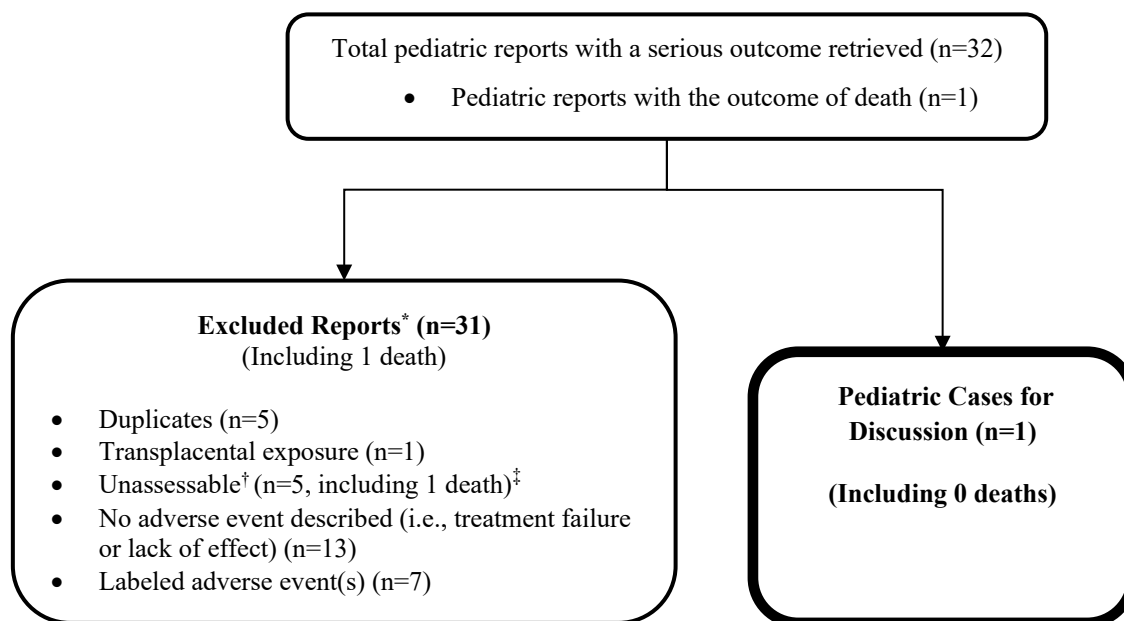 Total pediatric reports with a serious outcome retrieved (n=32)
• Pediatric reports with the outcome of death (n=1)
Excluded Reports* (n=31)
(Including 1 death)
• Duplicates (n=5)
• Transplacental exposure (n=1)
• Unassessable† (n=5, including 1 death)‡
• No adverse event described (i.e., treatment failure
or lack of effect) (n=13)
• Labeled adverse event(s) (n=7)
Pediatric Cases for
Discussion (n=1)
(Including 0 deaths)